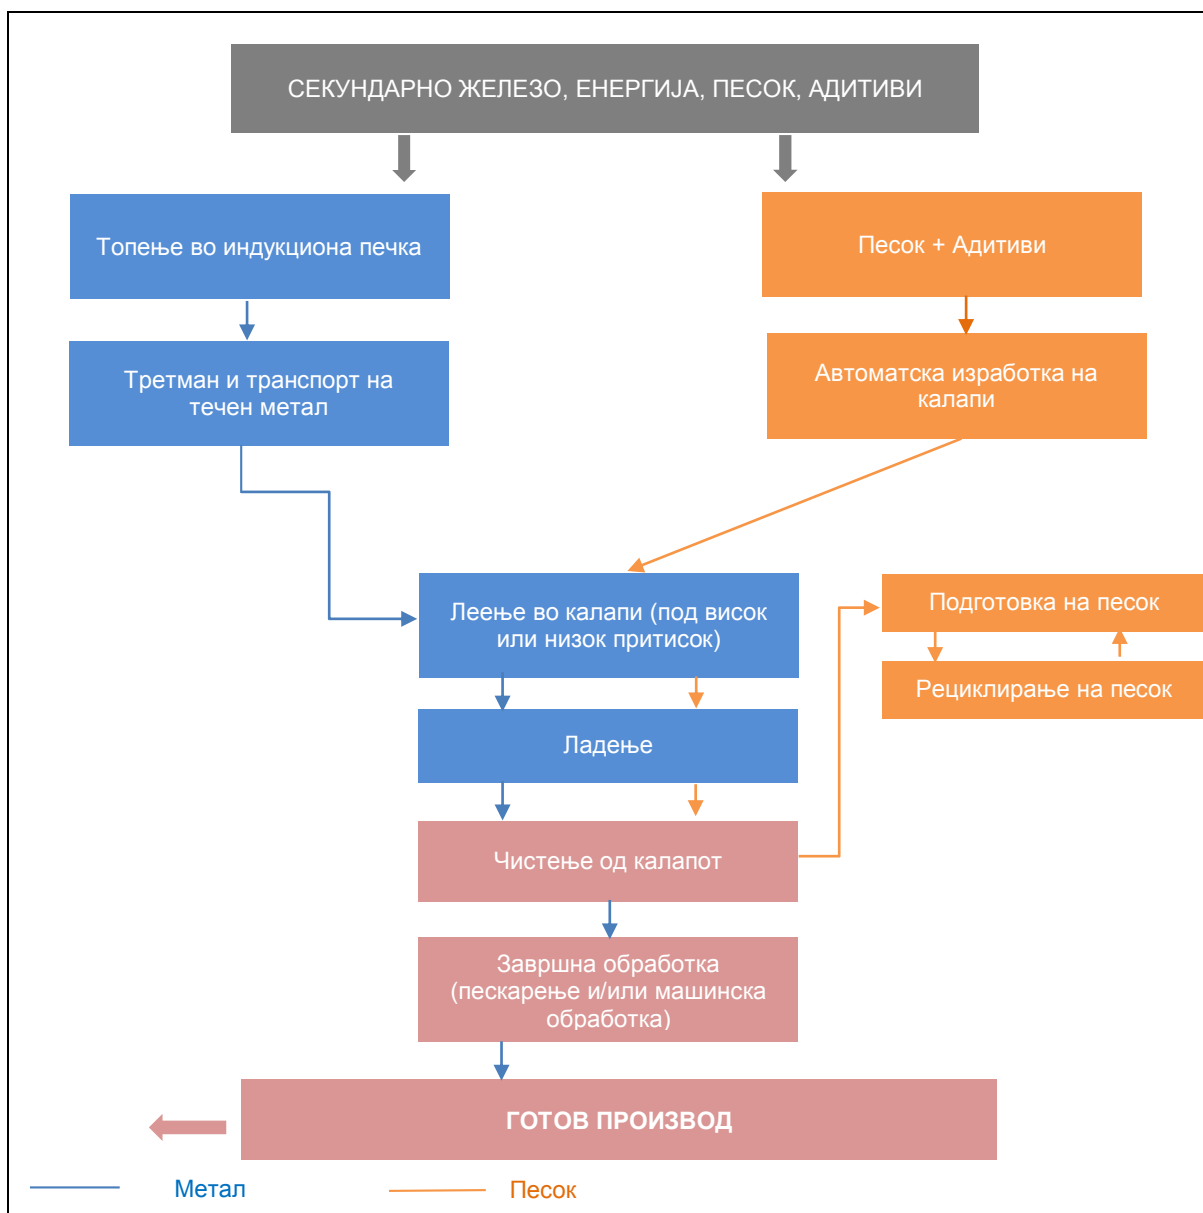 СЕКУНДАРНО ЖЕЛЕЗО, ЕНЕРГИЈА, ПЕСОК, АДИТИВИ
Топење во индукциона печка
Песок + Адитиви
Третман и транспорт на
течен метал
Автоматска изработка на
калапи
Леење во калапи (под висок
или низок притисок)
Подготовка на песок
Рециклирање на песок
Ладење
Чистење од калапот
Завршна обработка
(пескарење и/или машинска
обработка)
ГОТОВ ПРОИЗВОД
Метал
Песок